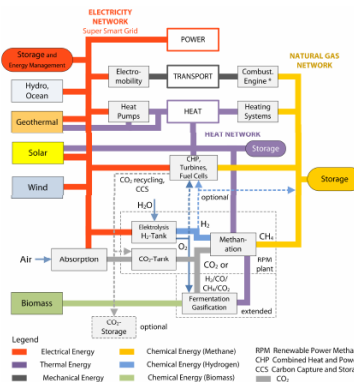 ELECTRICITY
NETWORK
Super Smart Grid
POWER
NATURAL GAS
NETWORK
Storage and
Energy Management
Electro-
mobility
TRANSPORT
Combust.
Engine *
Hydro,
Ocean
Heat
Pumps
HEAT
Heating
Systems
Geothermal
HEAT NETWORK
Solar
Storage
CHP,
Turbines,
Fuel Cells
Storage
Wind
CO₂ recycling,
CCS
optional
H₂O
Elektrolysis
H₂-Tank
H₂
Methan-
ation
CH₄
O₂
Air
Absorption
CO₂-Tank
CO₂ or
RPM
plant
H₂/CO/
CH₄/CO₂
Biomass
Fermentation
Gasification
extended
CO₂-
Storage
optional
Legend
Electrical Energy
Chemical Energy (Methane)
RPM Renewable Power Methan
Thermal Energy
Chemical Energy (Hydrogen)
CHP Combined Heat and Powe
CCS Carbon Capture and Stora
Mechanical Energy
Chemical Energy (Biomass)
CO₂